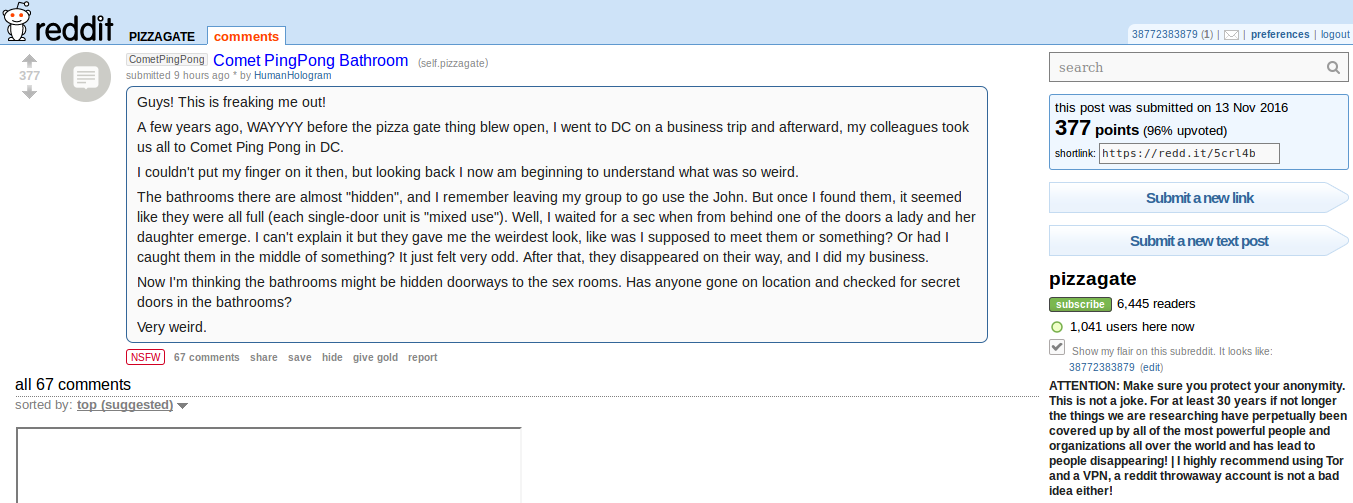 reddit PIZZAGATE comments
38772383879 (1) | | preferences | logout
377
CometPingPong Comet PingPong Bathroom (self.pizzagate)
submitted 9 hours ago * by HumanHologram
Guys! This is freaking me out!
A few years ago, WAYYYY before the pizza gate thing blew open, I went to DC on a business trip and afterward, my colleagues took
us all to Comet Ping Pong in DC.
I couldn't put my finger on it then, but looking back I now am beginning to understand what was so weird.
The bathrooms there are almost "hidden", and I remember leaving my group to go use the John. But once I found them, it seemed
like they were all full (each single-door unit is "mixed use"). Well, I waited for a sec when from behind one of the doors a lady and her
daughter emerge. I can't explain it but they gave me the weirdest look, like was I supposed to meet them or something? Or had I
caught them in the middle of something? It just felt very odd. After that, they disappeared on their way, and I did my business.
Now I'm thinking the bathrooms might be hidden doorways to the sex rooms. Has anyone gone on location and checked for secret
doors in the bathrooms?
Very weird.
NSFW 67 comments share save hide give gold report
all 67 comments
sorted by: top (suggested)
search
this post was submitted on 13 Nov 2016
377 points (96% upvoted)
shortlink: https://redd.it/5crl4b
Submit a new link
Submit a new text post
pizzagate
subscribe 6,445 readers
1,041 users here now
Show my flair on this subreddit. It looks like:
38772383879 (edit)
ATTENTION: Make sure you protect your anonymity.
This is not a joke. For at least 30 years if not longer
the things we are researching have perpetually been
covered up by all of the most powerful people and
organizations all over the world and has lead to
people disappearing! | I highly recommend using Tor
and a VPN, a reddit throwaway account is not a bad
idea either!